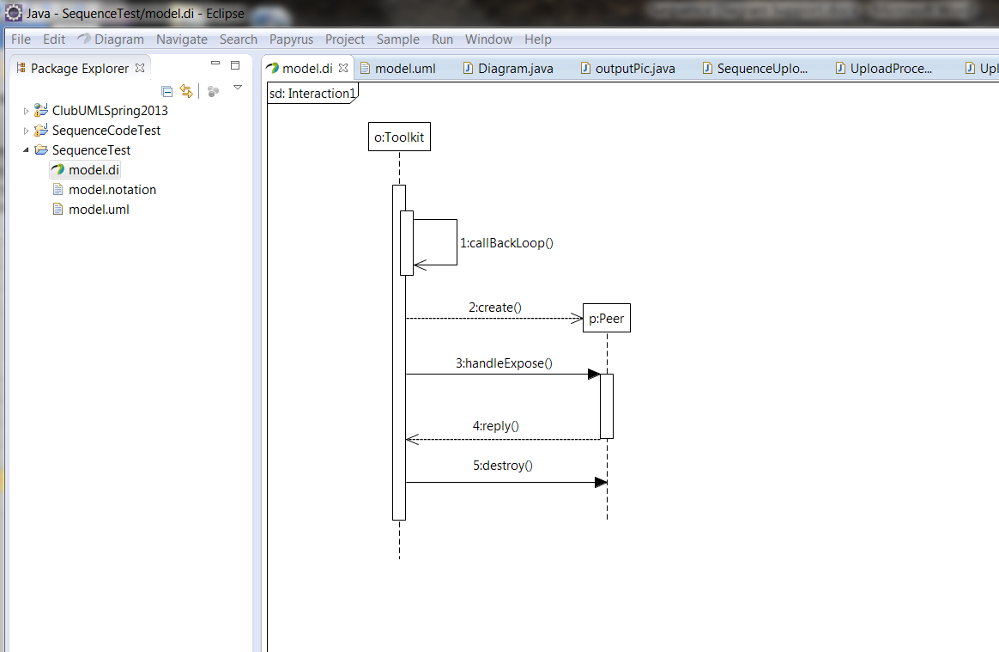 Java - SequenceTest/model.di - Eclipse
File Edit Diagram Navigate Search Papyrus Project Sample Run Window Help
Package Explorer
model.di model.uml Diagram.java outputPic.java SequenceUplo... UploadProce... Upl
sd: Interaction1
ClubUMLSpring2013
SequenceCodeTest
SequenceTest
model.di
model.notation
model.uml
o:Toolkit
1:callBackLoop()
2:create()
p:Peer
3:handleExpose()
4:reply()
5:destroy()